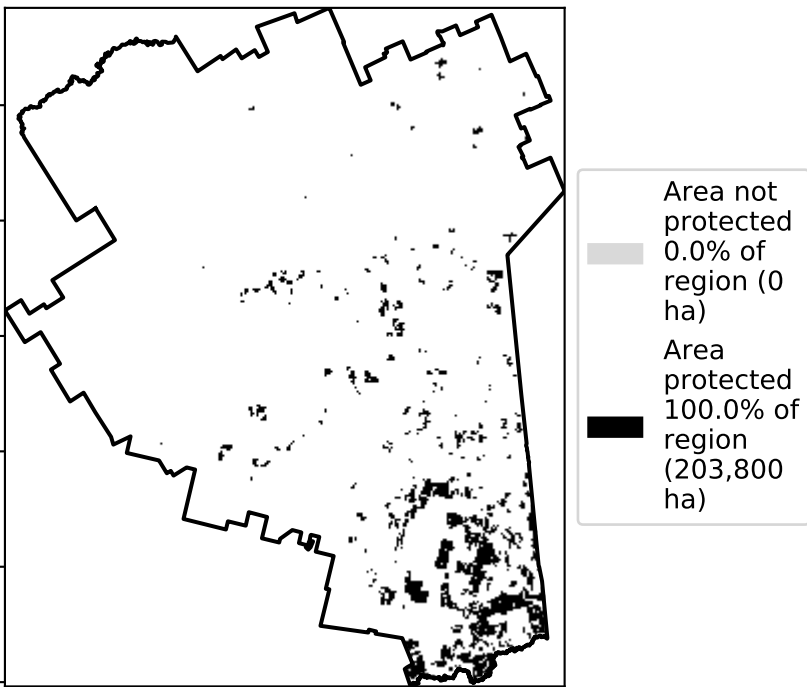 Area not
protected
0.0% of
region (0
ha)
Area
protected
100.0% of
region
(203,800
ha)